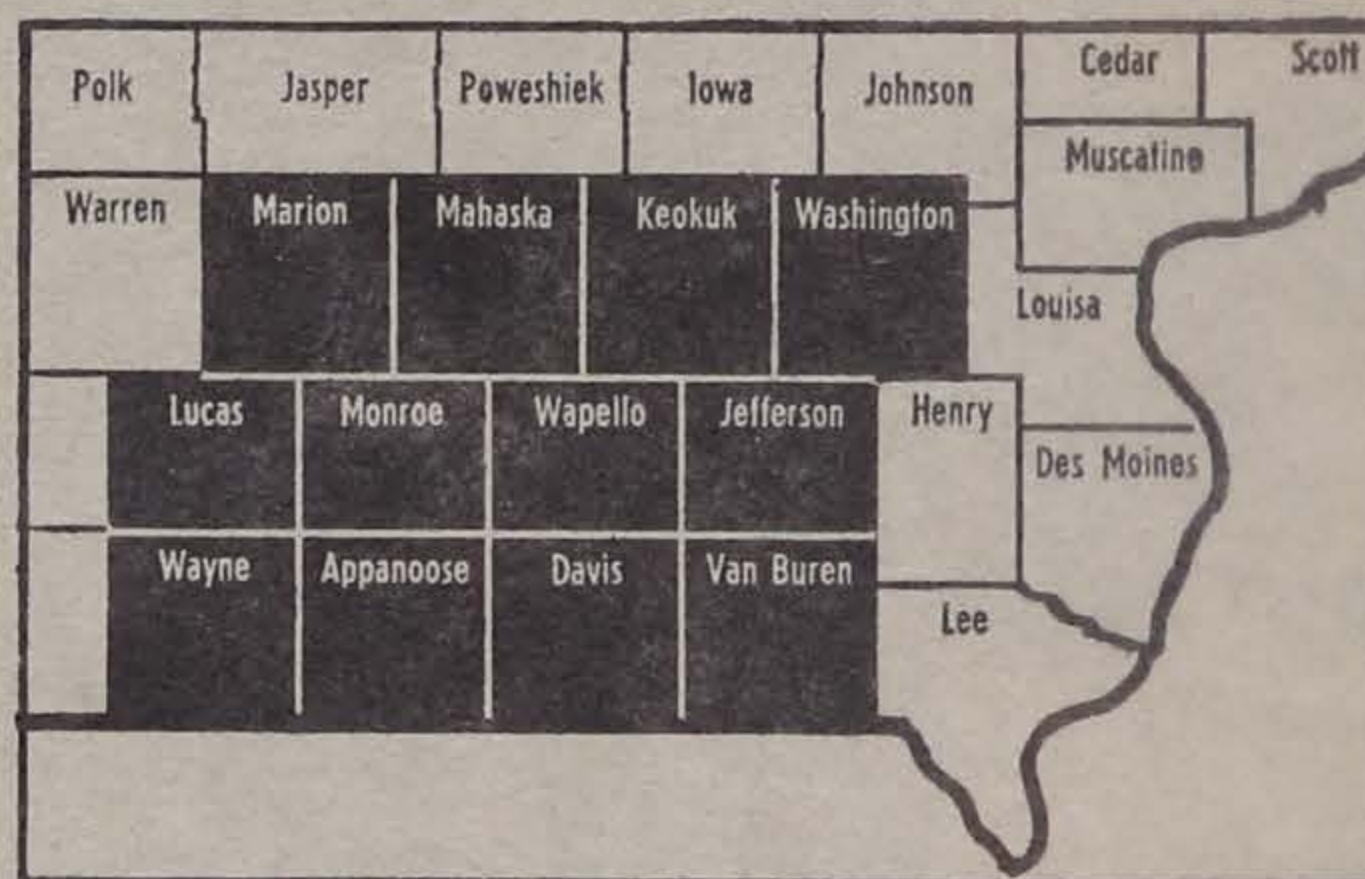 Polk Jasper Poweshiek Iowa Johnson Cedar Scott
Muscatine
Warren Marion Mahaska Keokuk Washington
Louisa
Lucas Monroe Wapello Jefferson Henry
Des Moines
Wayne Appanoose Davis Van Buren
Lee